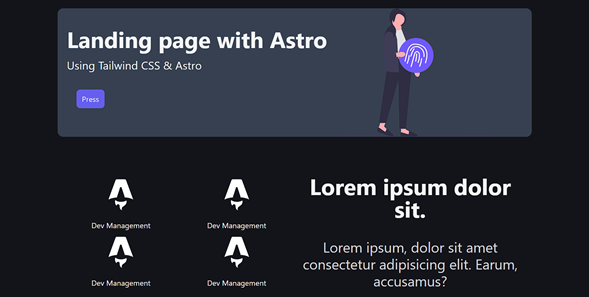 Landing page with Astro
Using Tailwind CSS & Astro
Press
Dev Management
Dev Management
Dev Management
Dev Management
Lorem ipsum dolor
sit.
Lorem ipsum, dolor sit amet
consectetur adipisicing elit. Earum,
accusamus?